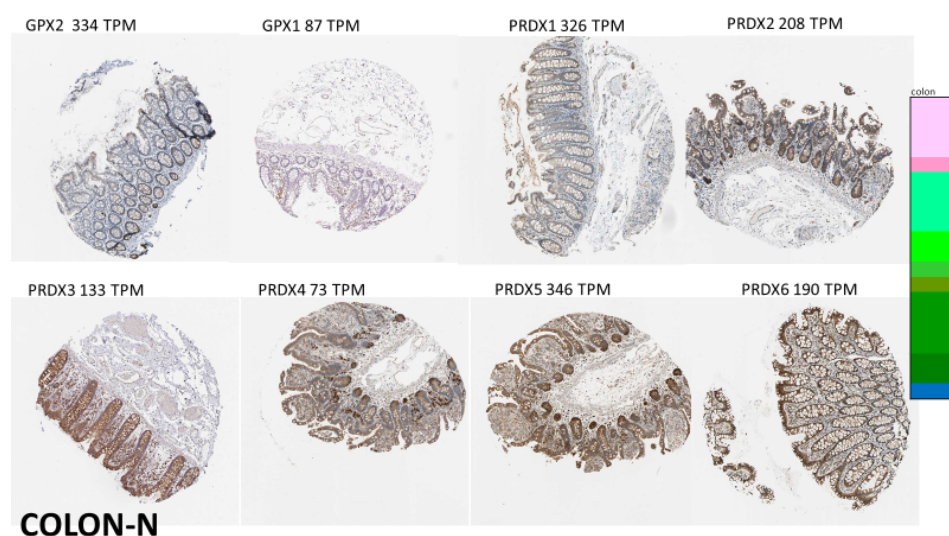 GPX2 334 TPM
GPX1 87 TPM
PRDX1 326 TPM
PRDX2 208 TPM
colon
PRDX3 133 TPM
PRDX4 73 TPM
PRDX5 346 TPM
PRDX6 190 TPM
COLON-N